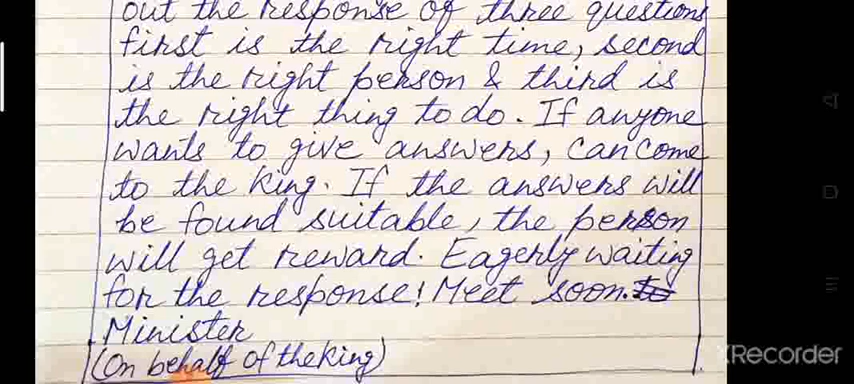 out the response of three questions
first is the right time, second
is the right person & third is
the right thing to do. If anyone
wants to give answers, can come
to the king. If the answers will
be found suitable, the person
will get reward. Eagerly waiting
for the response! Meet soon. to
Minister
(On behalf of the king)
XRecorder